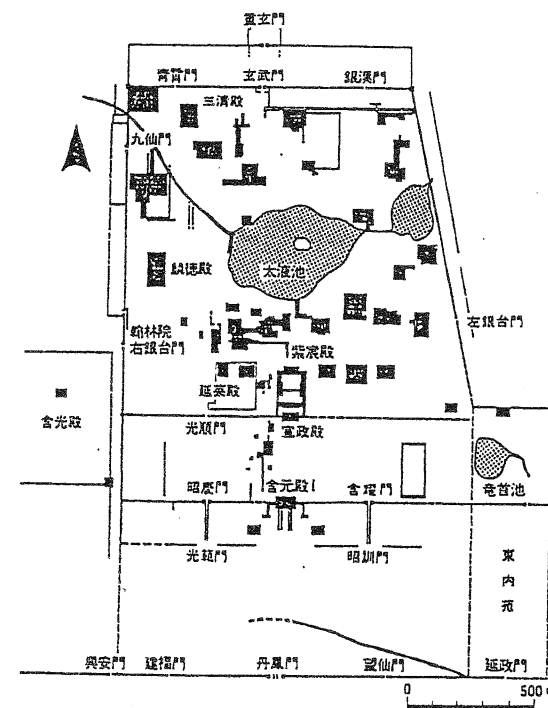 重玄門
青霄門
玄武門
銀漢門
三清殿
九仙門
太液池
麟徳殿
左銀台門
翰林院
右銀台門
紫宸殿
延英殿
含光殿
光順門
宣政殿
竜首池
昭慶門
含元殿
含燿門
光範門
昭訓門
東内苑
興安門
建福門
丹鳳門
望仙門
延政門
0
500